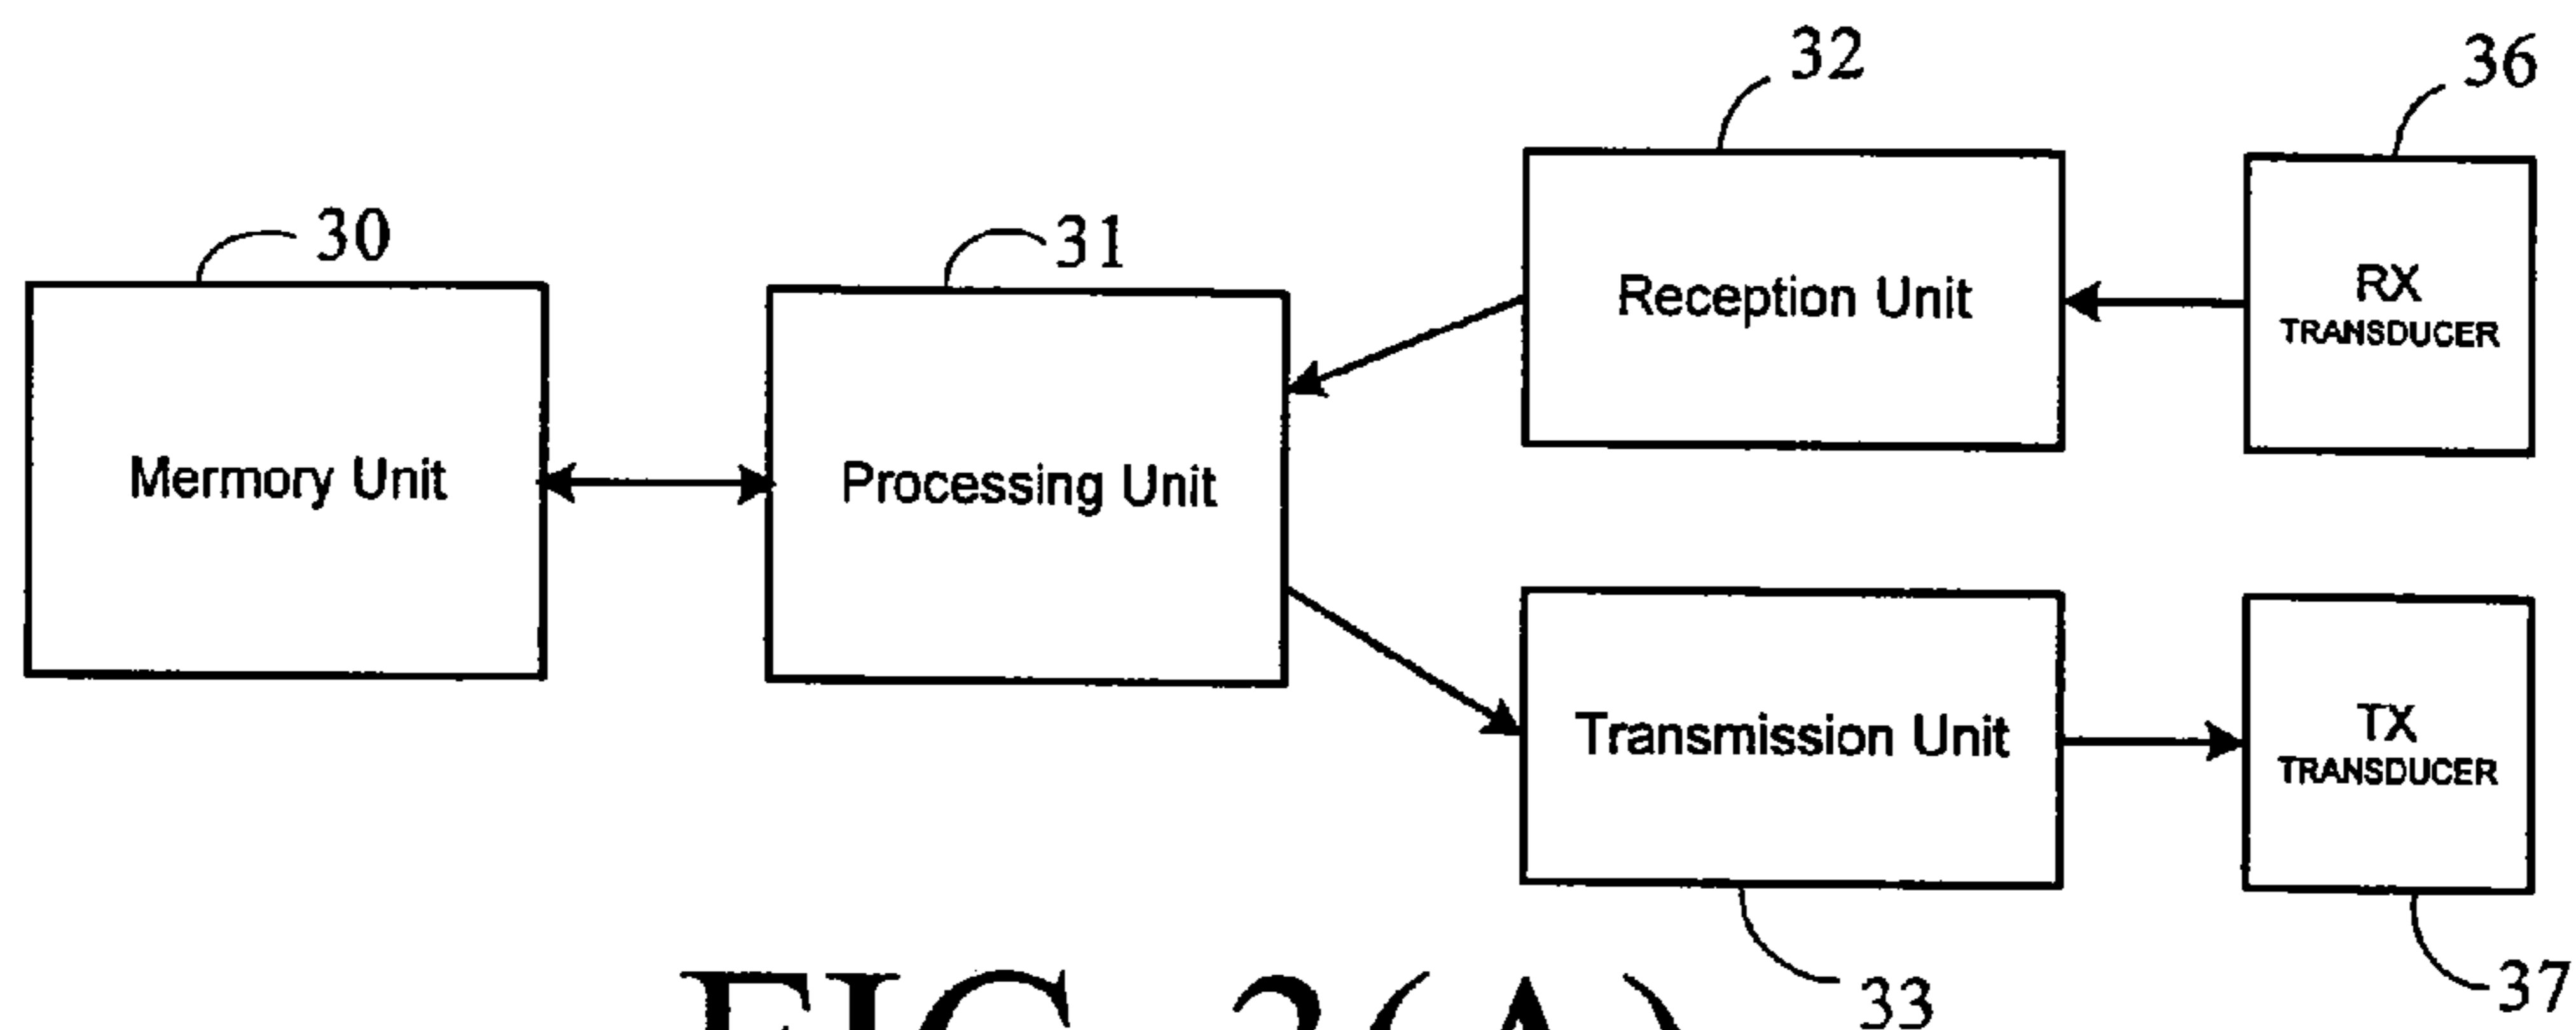 32
36
30
31
Reception Unit
RX
TRANSDUCER
Mermory Unit
Processing Unit
Transmission Unit
TX
TRANSDUCER
33
37